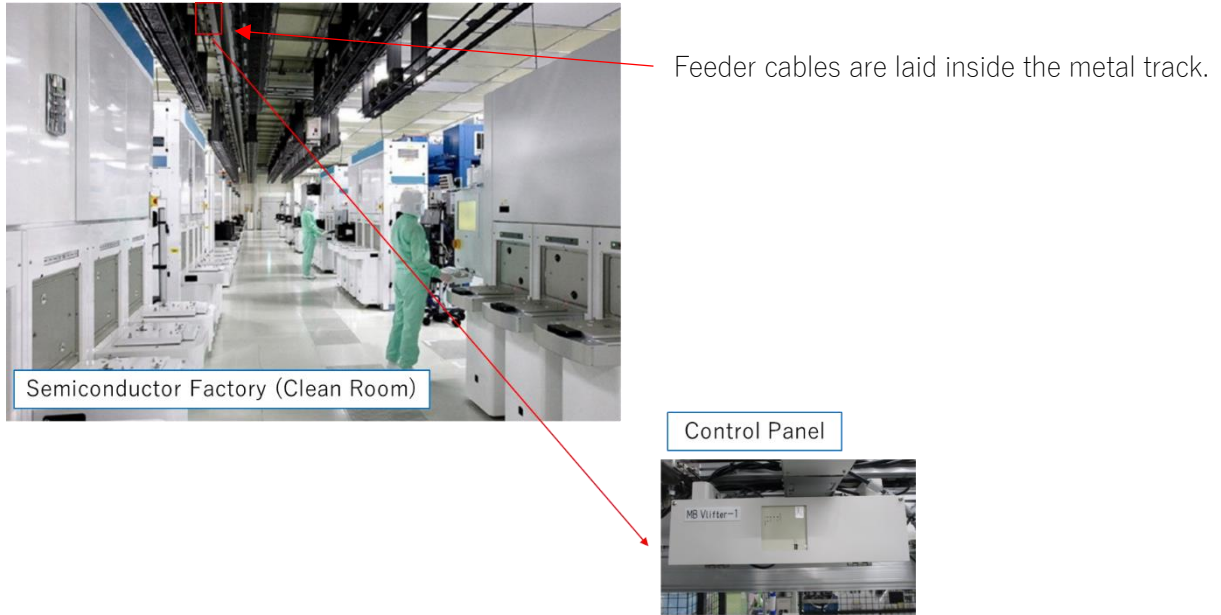 Feeder cables are laid inside the metal track.
Semiconductor Factory (Clean Room)
Control Panel
MB Vlifter-1